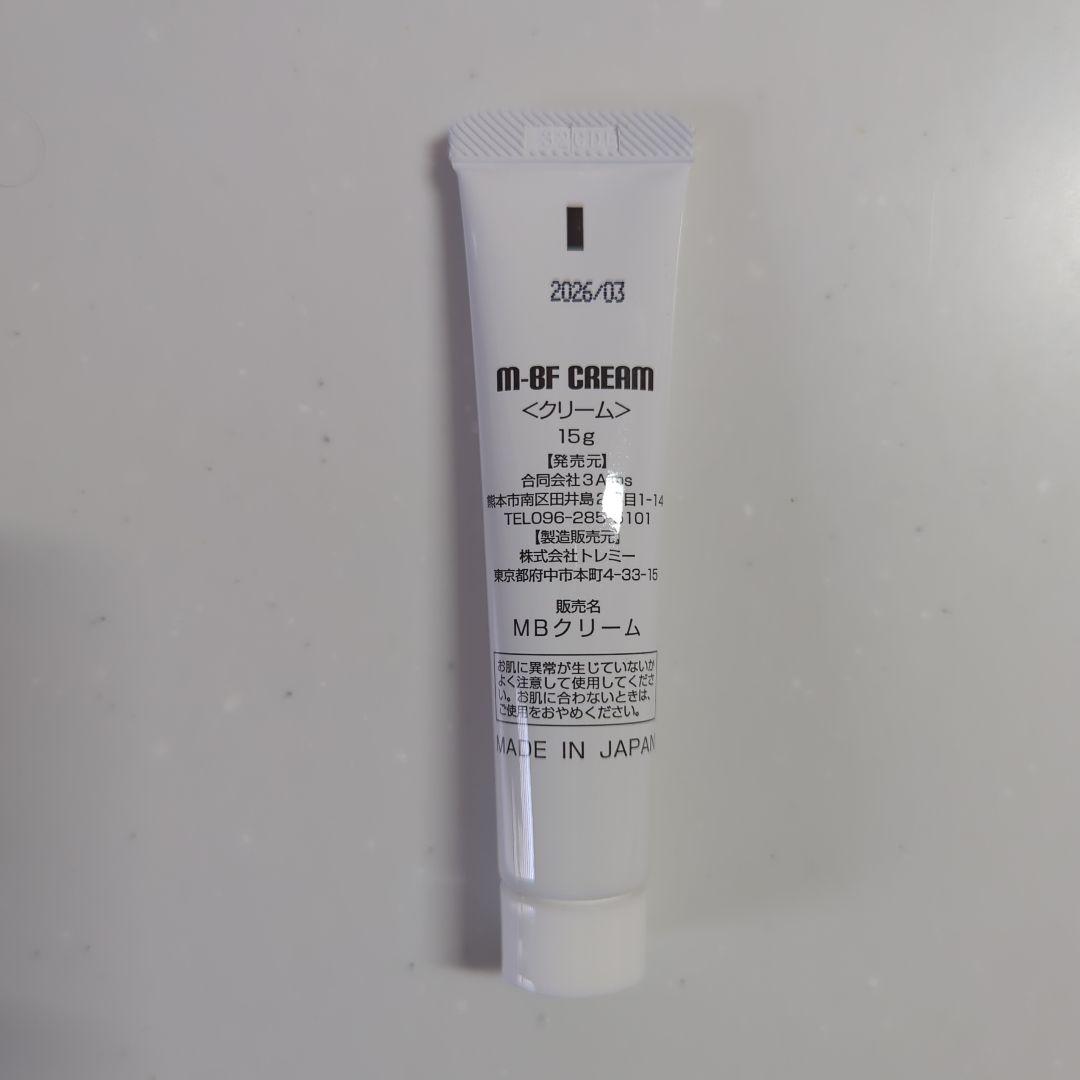 2026/03
m-BF CREAM
<クリーム>
15g
【発売元】
合同会社
熊本市南区田井島 1-14
TEL096-285-
【製造販売元】
株式会社トレミー
東京都府中市本町4-33-15
販売名
MBクリーム
お肌に異常が生じていないか
よく注意して使用してくださ
い。お肌に合わないときは、
ご使用をおやめください。
MADE IN JAPAN